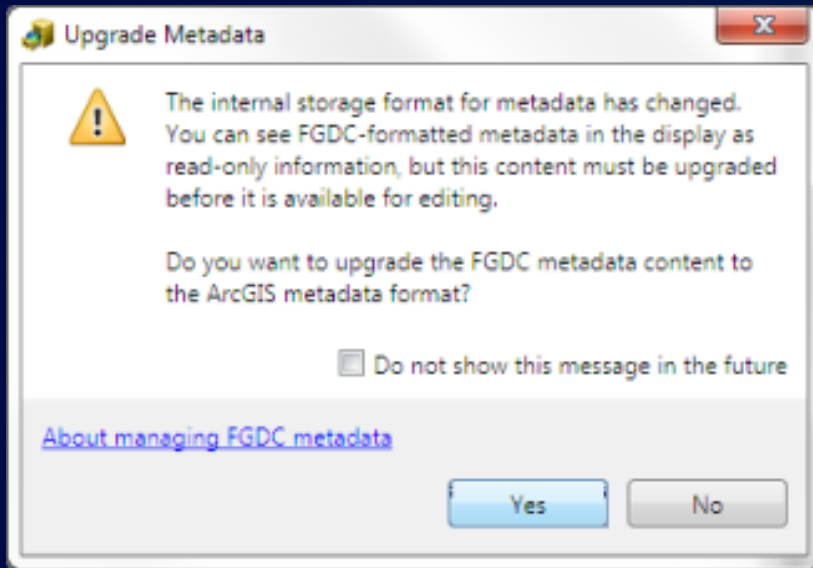 Upgrade Metadata
The internal storage format for metadata has changed.
You can see FGDC-formatted metadata in the display as
read-only information, but this content must be upgraded
before it is available for editing.
Do you want to upgrade the FGDC metadata content to
the ArcGIS metadata format?
Do not show this message in the future
About managing FGDC metadata
Yes
No